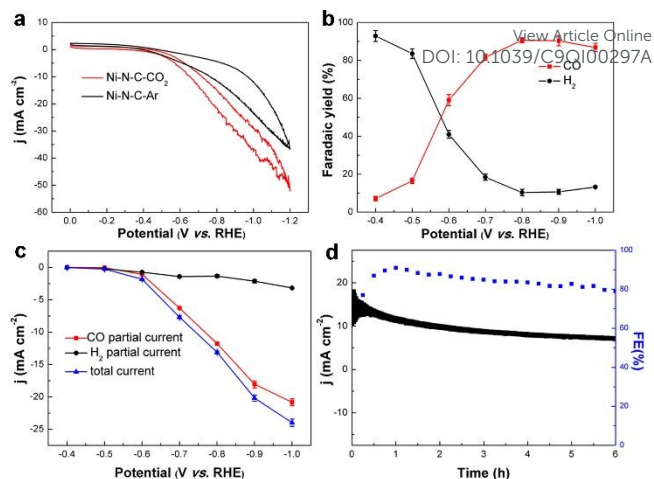 View Article Online
DOI: 10.1039/C9QI00297A
a
10
0
-10
-20
-30
-40
-50
-60
j (mA cm-2)
Ni-N-C-CO2
Ni-N-C-Ar
0.0 -0.2 -0.4 -0.6 -0.8 -1.0 -1.2
Potential (V vs. RHE)
b
100
80
60
40
20
0
Faradaic yield (%)
CO
H2
-0.4 -0.5 -0.6 -0.7 -0.8 -0.9 -1.0
Potential (V vs. RHE)
c
0
-5
-10
-15
-20
-25
j (mA cm-2)
CO partial current
H2 partial current
total current
-0.4 -0.5 -0.6 -0.7 -0.8 -0.9 -1.0
Potential (V vs. RHE)
d
20
10
0
-10
j (mA cm-2)
100
80
60
40
20
0
FE(%)
0 1 2 3 4 5 6
Time (h)